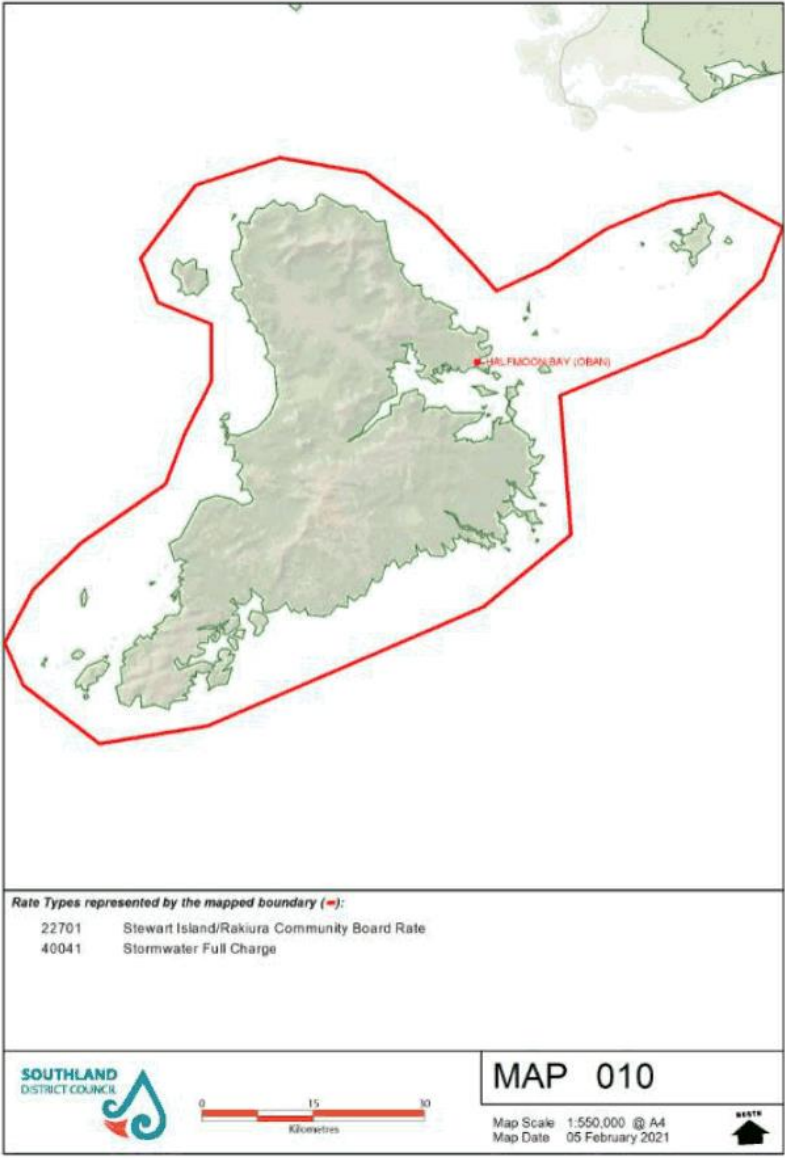 HALFMOON BAY (OBAN)
Rate Types represented by the mapped boundary (-):
22701 Stewart Island/Rakiura Community Board Rate
40041 Stormwater Full Charge
SOUTHLAND
DISTRICT COUNCIL
0 15 30
Kilometres
MAP 010
Map Scale 1:550,000 @ A4
Map Date 05 February 2021
NORTH